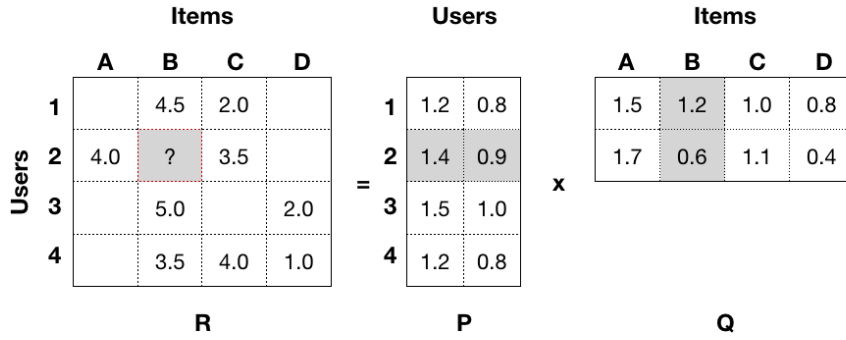 Items Users Items
A B C D A B C D
1 4.5 2.0 1 1.2 0.8 1.5 1.2 1.0 0.8
Users 2 4.0 ? 3.5 = 2 1.4 0.9 x 1.7 0.6 1.1 0.4
3 5.0 2.0 3 1.5 1.0
4 3.5 4.0 1.0 4 1.2 0.8
R P Q